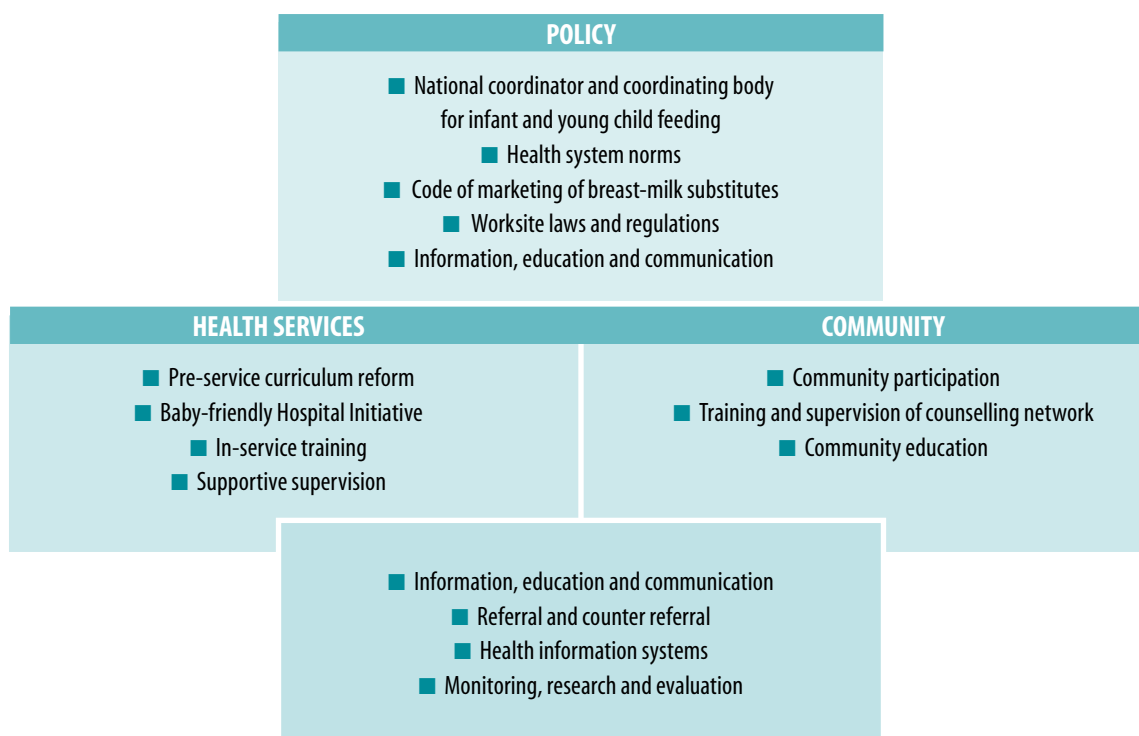 POLICY
■ National coordinator and coordinating body
for infant and young child feeding
■ Health system norms
■ Code of marketing of breast-milk substitutes
■ Worksite laws and regulations
■ Information, education and communication
HEALTH SERVICES
■ Pre-service curriculum reform
■ Baby-friendly Hospital Initiative
■ In-service training
■ Supportive supervision
COMMUNITY
■ Community participation
■ Training and supervision of counselling network
■ Community education
■ Information, education and communication
■ Referral and counter referral
■ Health information systems
■ Monitoring, research and evaluation